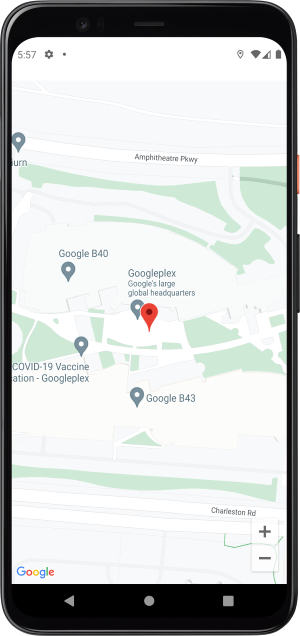 5:57
Amphitheatre Pkwy
urn
Google B40
Googleplex
Google's large
global headquarters
COVID-19 Vaccine
ation - Googleplex
Google B43
Charleston Rd
+
−
Google